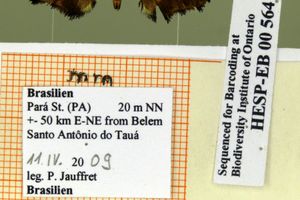 mm
Brasilien
Pará St. (PA) 20 m NN
+- 50 km E-NE from Belem
Santo Antônio do Tauá
11.IV. 20 09
leg. P. Jauffret
Brasilien
Sequenced for Barcoding at
Biodiversity Institute of Ontario
HESP-EB 00 564